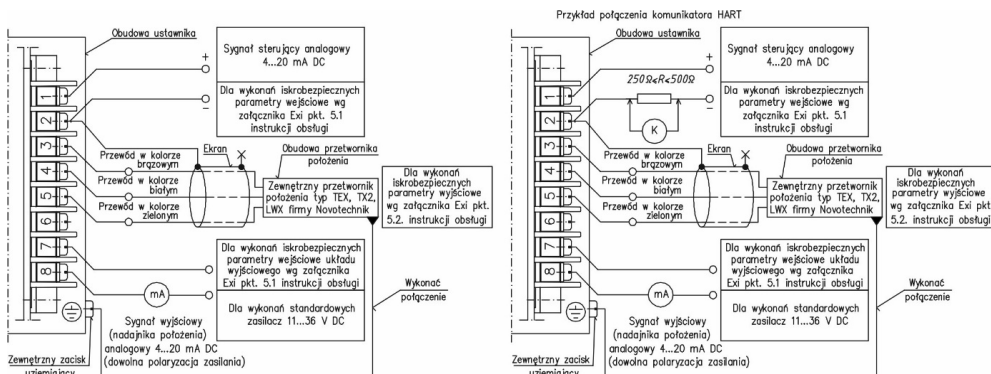 Przykład połączenia komunikatora HART
Obudowa ustawnika
Sygnał sterujący analogowy
4...20 mA DC
Dla wykonań iskrobezpiecznych
parametry wejściowe wg
załącznika Exi pkt. 5.1
instrukcji obsługi
+
–
1
2
3
4
5
6
7
8
Przewód w kolorze
brązowym
Przewód w kolorze
białym
Przewód w kolorze
zielonym
Ekran
Obudowa przetwornika
położenia
Zewnętrzny przetwornik
położenia typ TEX, TX2,
LWX firmy Novotechnik
Dla wykonań
iskrobezpiecznych
parametry wyjściowe
wg załącznika Exi pkt.
5.2. instrukcji obsługi
Dla wykonań iskrobezpiecznych
parametry wejściowe układu
wyjściowego wg załącznika
Exi pkt. 5.1 instrukcji obsługi
Dla wykonań standardowych
zasilacz 11...36 V DC
mA
Wykonać
połączenie
Sygnał wyjściowy
(nadajnika położenia)
analogowy 4...20 mA DC
(dowolna polaryzacja zasilania)
Zewnętrzny zacisk
uziemiający
Obudowa ustawnika
Sygnał sterujący analogowy
4...20 mA DC
Dla wykonań iskrobezpiecznych
parametry wejściowe wg
załącznika Exi pkt. 5.1
instrukcji obsługi
+
–
250Ω≤R≤500Ω
K
1
2
3
4
5
6
7
8
Przewód w kolorze
brązowym
Przewód w kolorze
białym
Przewód w kolorze
zielonym
Ekran
Obudowa przetwornika
położenia
Zewnętrzny przetwornik
położenia typ TEX, TX2,
LWX firmy Novotechnik
Dla wykonań
iskrobezpiecznych
parametry wyjściowe
wg załącznika Exi pkt.
5.2. instrukcji obsługi
Dla wykonań iskrobezpiecznych
parametry wejściowe układu
wyjściowego wg załącznika
Exi pkt. 5.1 instrukcji obsługi
Dla wykonań standardowych
zasilacz 11...36 V DC
mA
Wykonać
połączenie
Sygnał wyjściowy
(nadajnika położenia)
analogowy 4...20 mA DC
(dowolna polaryzacja zasilania)
Zewnętrzny zacisk
uziemiający